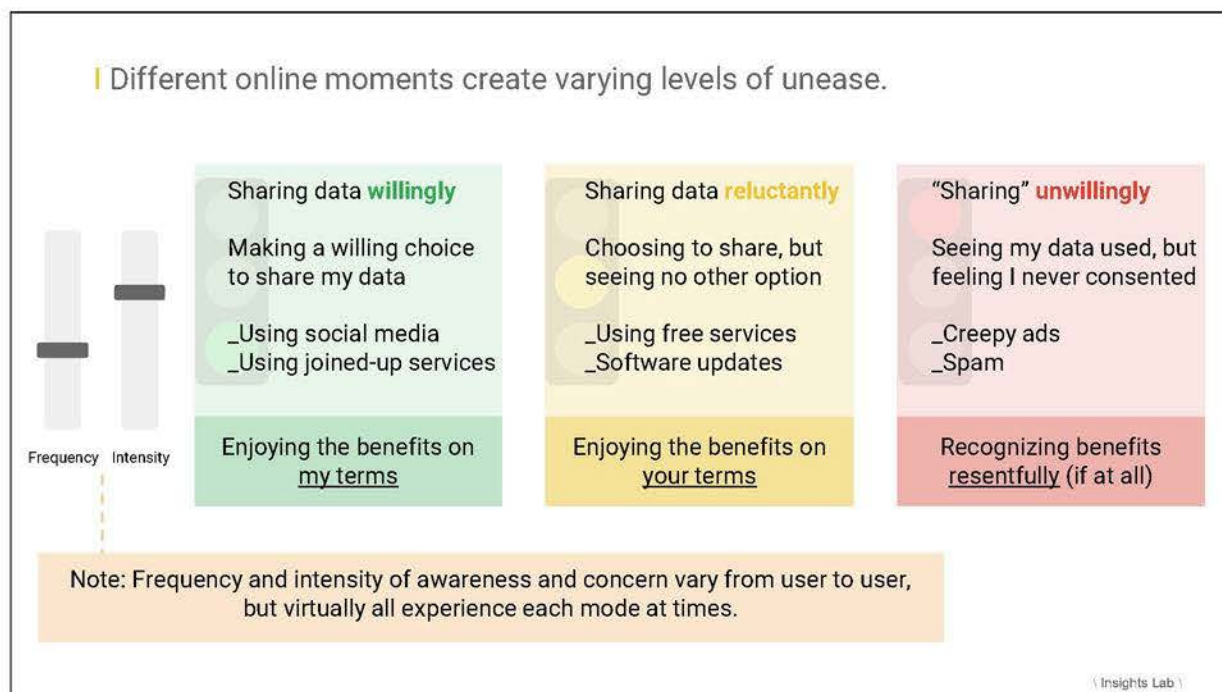 Different online moments create varying levels of unease.
Frequency
Intensity
Sharing data willingly
Making a willing choice
to share my data
_Using social media
_Using joined-up services
Enjoying the benefits on
my terms
Sharing data reluctantly
Choosing to share, but
seeing no other option
_Using free services
_Software updates
Enjoying the benefits on
your terms
“Sharing” unwillingly
Seeing my data used, but
feeling I never consented
_Creepy ads
_Spam
Recognizing benefits
resentfully (if at all)
Note: Frequency and intensity of awareness and concern vary from user to user,
but virtually all experience each mode at times.
\ Insights Lab \